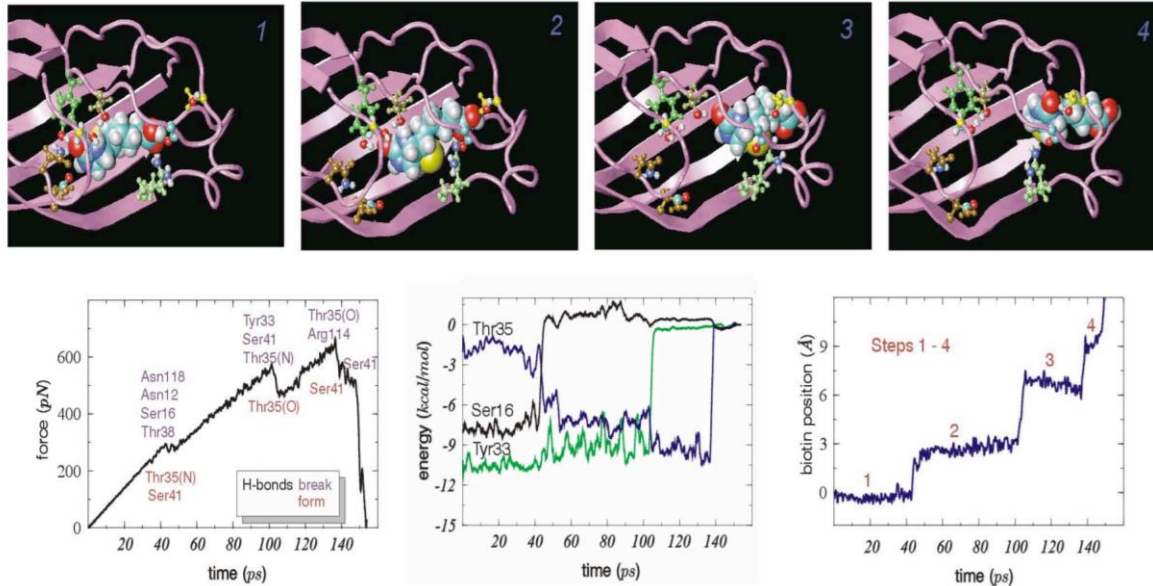 1
2
3
4
Tyr33
Ser41
Thr35(N)
Thr35(O)
Arg114
Ser41
Asn118
Asn12
Ser16
Thr38
Ser41
Thr35(O)
Thr35(N)
Ser41
H-bonds break
form
600
400
200
0
force (pN)
20 40 60 80 100 120 140
time (ps)
0
-3
-6
-9
-12
-15
energy (kcal/mol)
Thr35
Ser16
Tyr33
20 40 60 80 100 120 140
time (ps)
9
6
3
0
biotin position (Å)
Steps 1 - 4
1
2
3
4
20 40 60 80 100 120 140
time (ps)